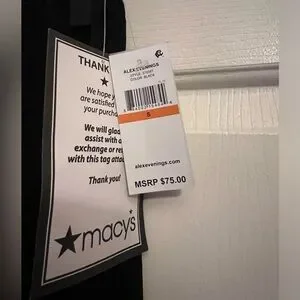 THANK
★
We hope
are satisfied
your purcha
We will glad
assist with
exchange or re
with this tag attac
Thank you!
★macy's
ALEX EVENINGS
COLOR: BLACK
S
alexevenings.com
MSRP $75.00